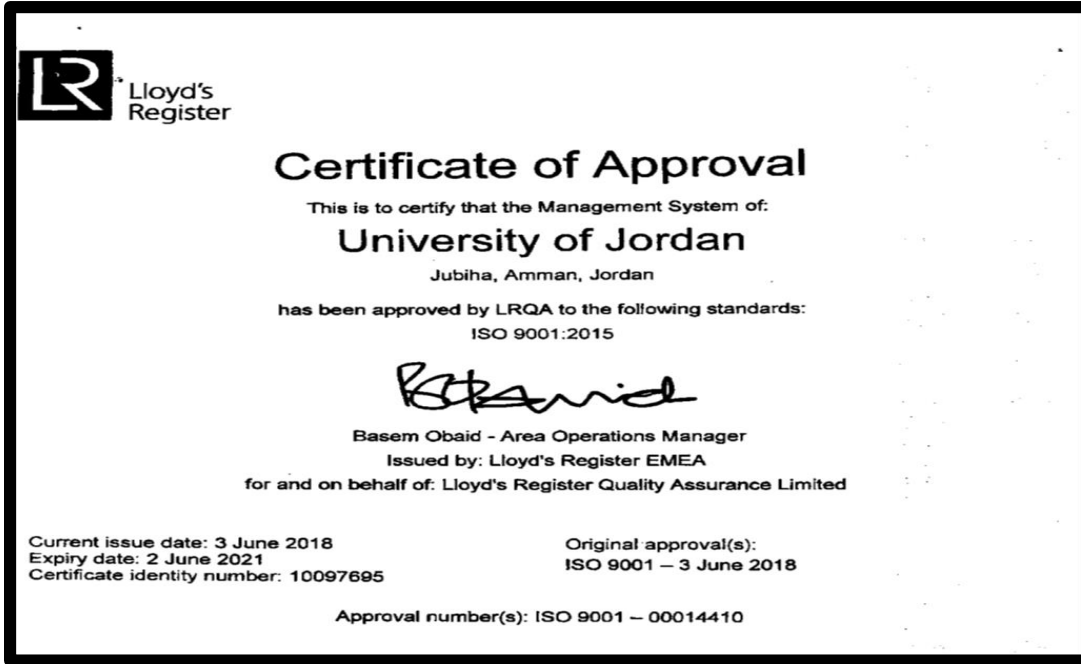 LR
Lloyd's
Register
Certificate of Approval
This is to certify that the Management System of:
University of Jordan
Jubiha, Amman, Jordan
has been approved by LRQA to the following standards:
ISO 9001:2015
Basem Obaid - Area Operations Manager
Issued by: Lloyd's Register EMEA
for and on behalf of: Lloyd's Register Quality Assurance Limited
Current issue date: 3 June 2018
Expiry date: 2 June 2021
Certificate identity number: 10097695
Original approval(s):
ISO 9001 – 3 June 2018
Approval number(s): ISO 9001 – 00014410